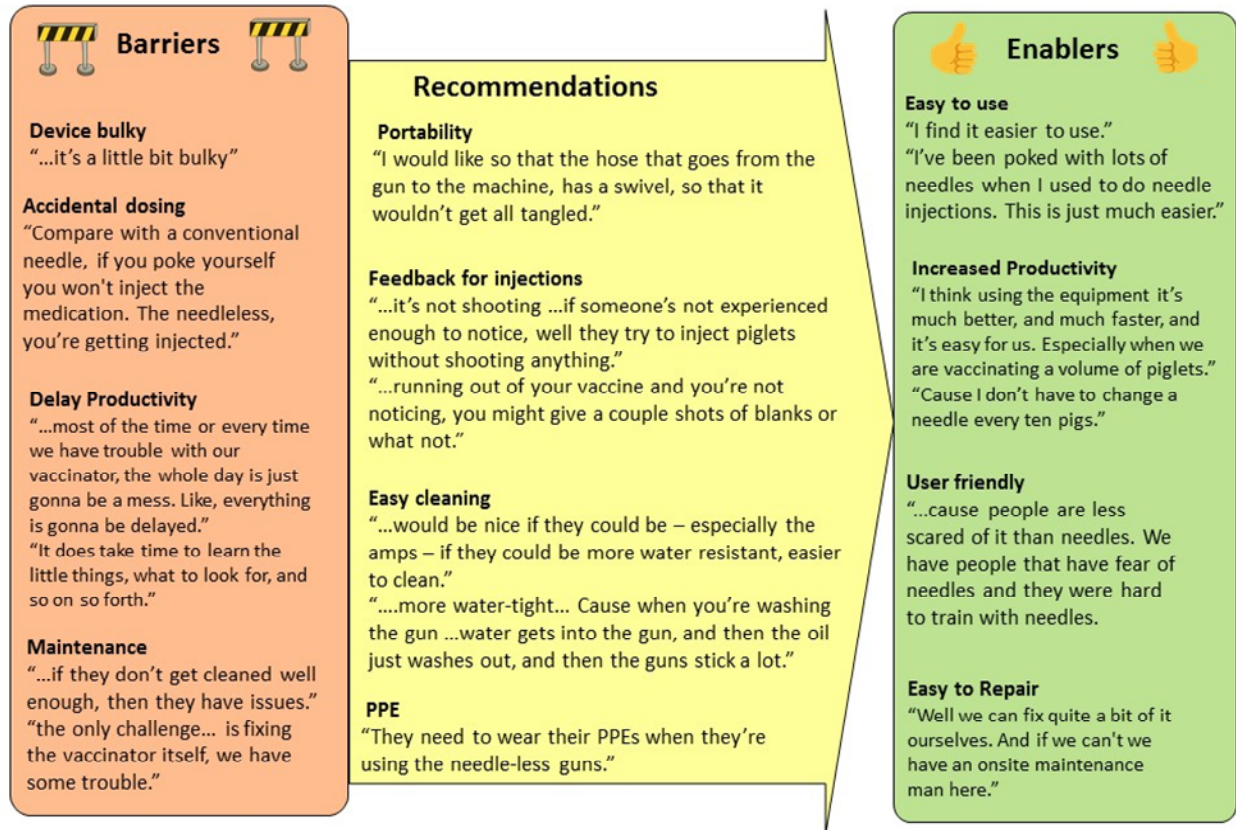 Barriers
Device bulky
“...it’s a little bit bulky”
Accidental dosing
“Compare with a conventional
needle, if you poke yourself
you won't inject the
medication. The needleless,
you’re getting injected.”
Delay Productivity
“...most of the time or every time
we have trouble with our
vaccinator, the whole day is just
gonna be a mess. Like, everything
is gonna be delayed.”
“It does take time to learn the
little things, what to look for, and
so on so forth.”
Maintenance
“...if they don’t get cleaned well
enough, then they have issues.”
“the only challenge... is fixing
the vaccinator itself, we have
some trouble.”
Recommendations
Portability
“I would like so that the hose that goes from the
gun to the machine, has a swivel, so that it
wouldn’t get all tangled.”
Feedback for injections
“...it’s not shooting ...if someone’s not experienced
enough to notice, well they try to inject piglets
without shooting anything.”
“...running out of your vaccine and you’re not
noticing, you might give a couple shots of blanks or
what not.”
Easy cleaning
“...would be nice if they could be – especially the
amps – if they could be more water resistant, easier
to clean.”
“....more water-tight... Cause when you’re washing
the gun ...water gets into the gun, and then the oil
just washes out, and then the guns stick a lot.”
PPE
“They need to wear their PPEs when they’re
using the needle-less guns.”
Enablers
Easy to use
“I find it easier to use.”
“I’ve been poked with lots of
needles when I used to do needle
injections. This is just much easier.”
Increased Productivity
“I think using the equipment it’s
much better, and much faster, and
it’s easy for us. Especially when we
are vaccinating a volume of piglets.”
“Cause I don’t have to change a
needle every ten pigs.”
User friendly
“...cause people are less
scared of it than needles. We
have people that have fear of
needles and they were hard
to train with needles.
Easy to Repair
“Well we can fix quite a bit of it
ourselves. And if we can't we
have an onsite maintenance
man here.”